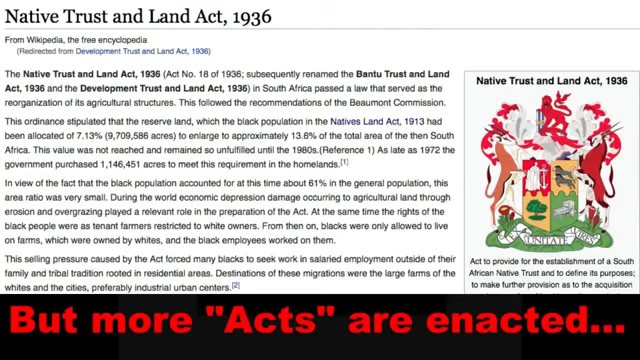 Native Trust and Land Act, 1936
From Wikipedia, the free encyclopedia
(Redirected from Development Trust and Land Act, 1936)
The Native Trust and Land Act, 1936 (Act No. 18 of 1936; subsequently renamed the Bantu Trust and Land
Act, 1936 and the Development Trust and Land Act, 1936) in South Africa passed a law that served as the
reorganization of its agricultural structures. This followed the recommendations of the Beaumont Commission.
This ordinance stipulated that the reserve land, which the black population in the Natives Land Act, 1913 had
been allocated of 7.13% (9,709,586 acres) to enlarge to approximately 13.6% of the total area of the then South
Africa. This value was not reached and remained so unfulfilled until the 1980s.(Reference 1) As late as 1972 the
government purchased 1,146,451 acres to meet this requirement in the homelands.[1]
In view of the fact that the black population accounted for at this time about 61% in the general population, this
area ratio was very small. During the world economic depression damage occurring to agricultural land through
erosion and overgrazing played a relevant role in the preparation of the Act. At the same time the rights of the
black people were as tenant farmers restricted to white owners. From then on, blacks were only allowed to live
on farms, which were owned by whites, and the black employees worked on them.
This selling pressure caused by the Act forced many blacks to seek work in salaried employment outside of their
family and tribal tradition rooted in residential areas. Destinations of these migrations were the large farms of the
whites and the cities, preferably industrial urban centers.[2]
Native Trust and Land Act, 1936
Act to provide for the establishment of a South
African Native Trust and to define its purposes;
to make further provision as to the acquisition
But more "Acts" are enacted...